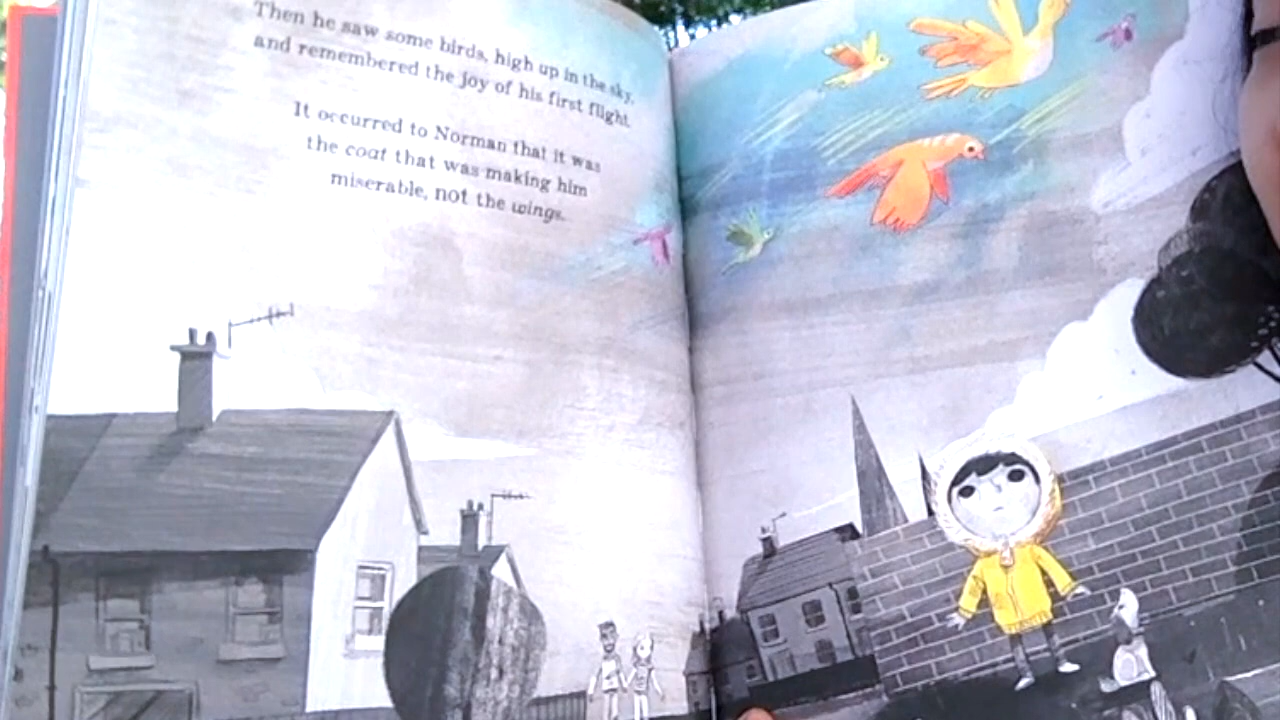 Then he saw some birds, high up in the sky,
and remembered the joy of his first flight.
It occurred to Norman that it was
the coat that was making him
miserable, not the wings.